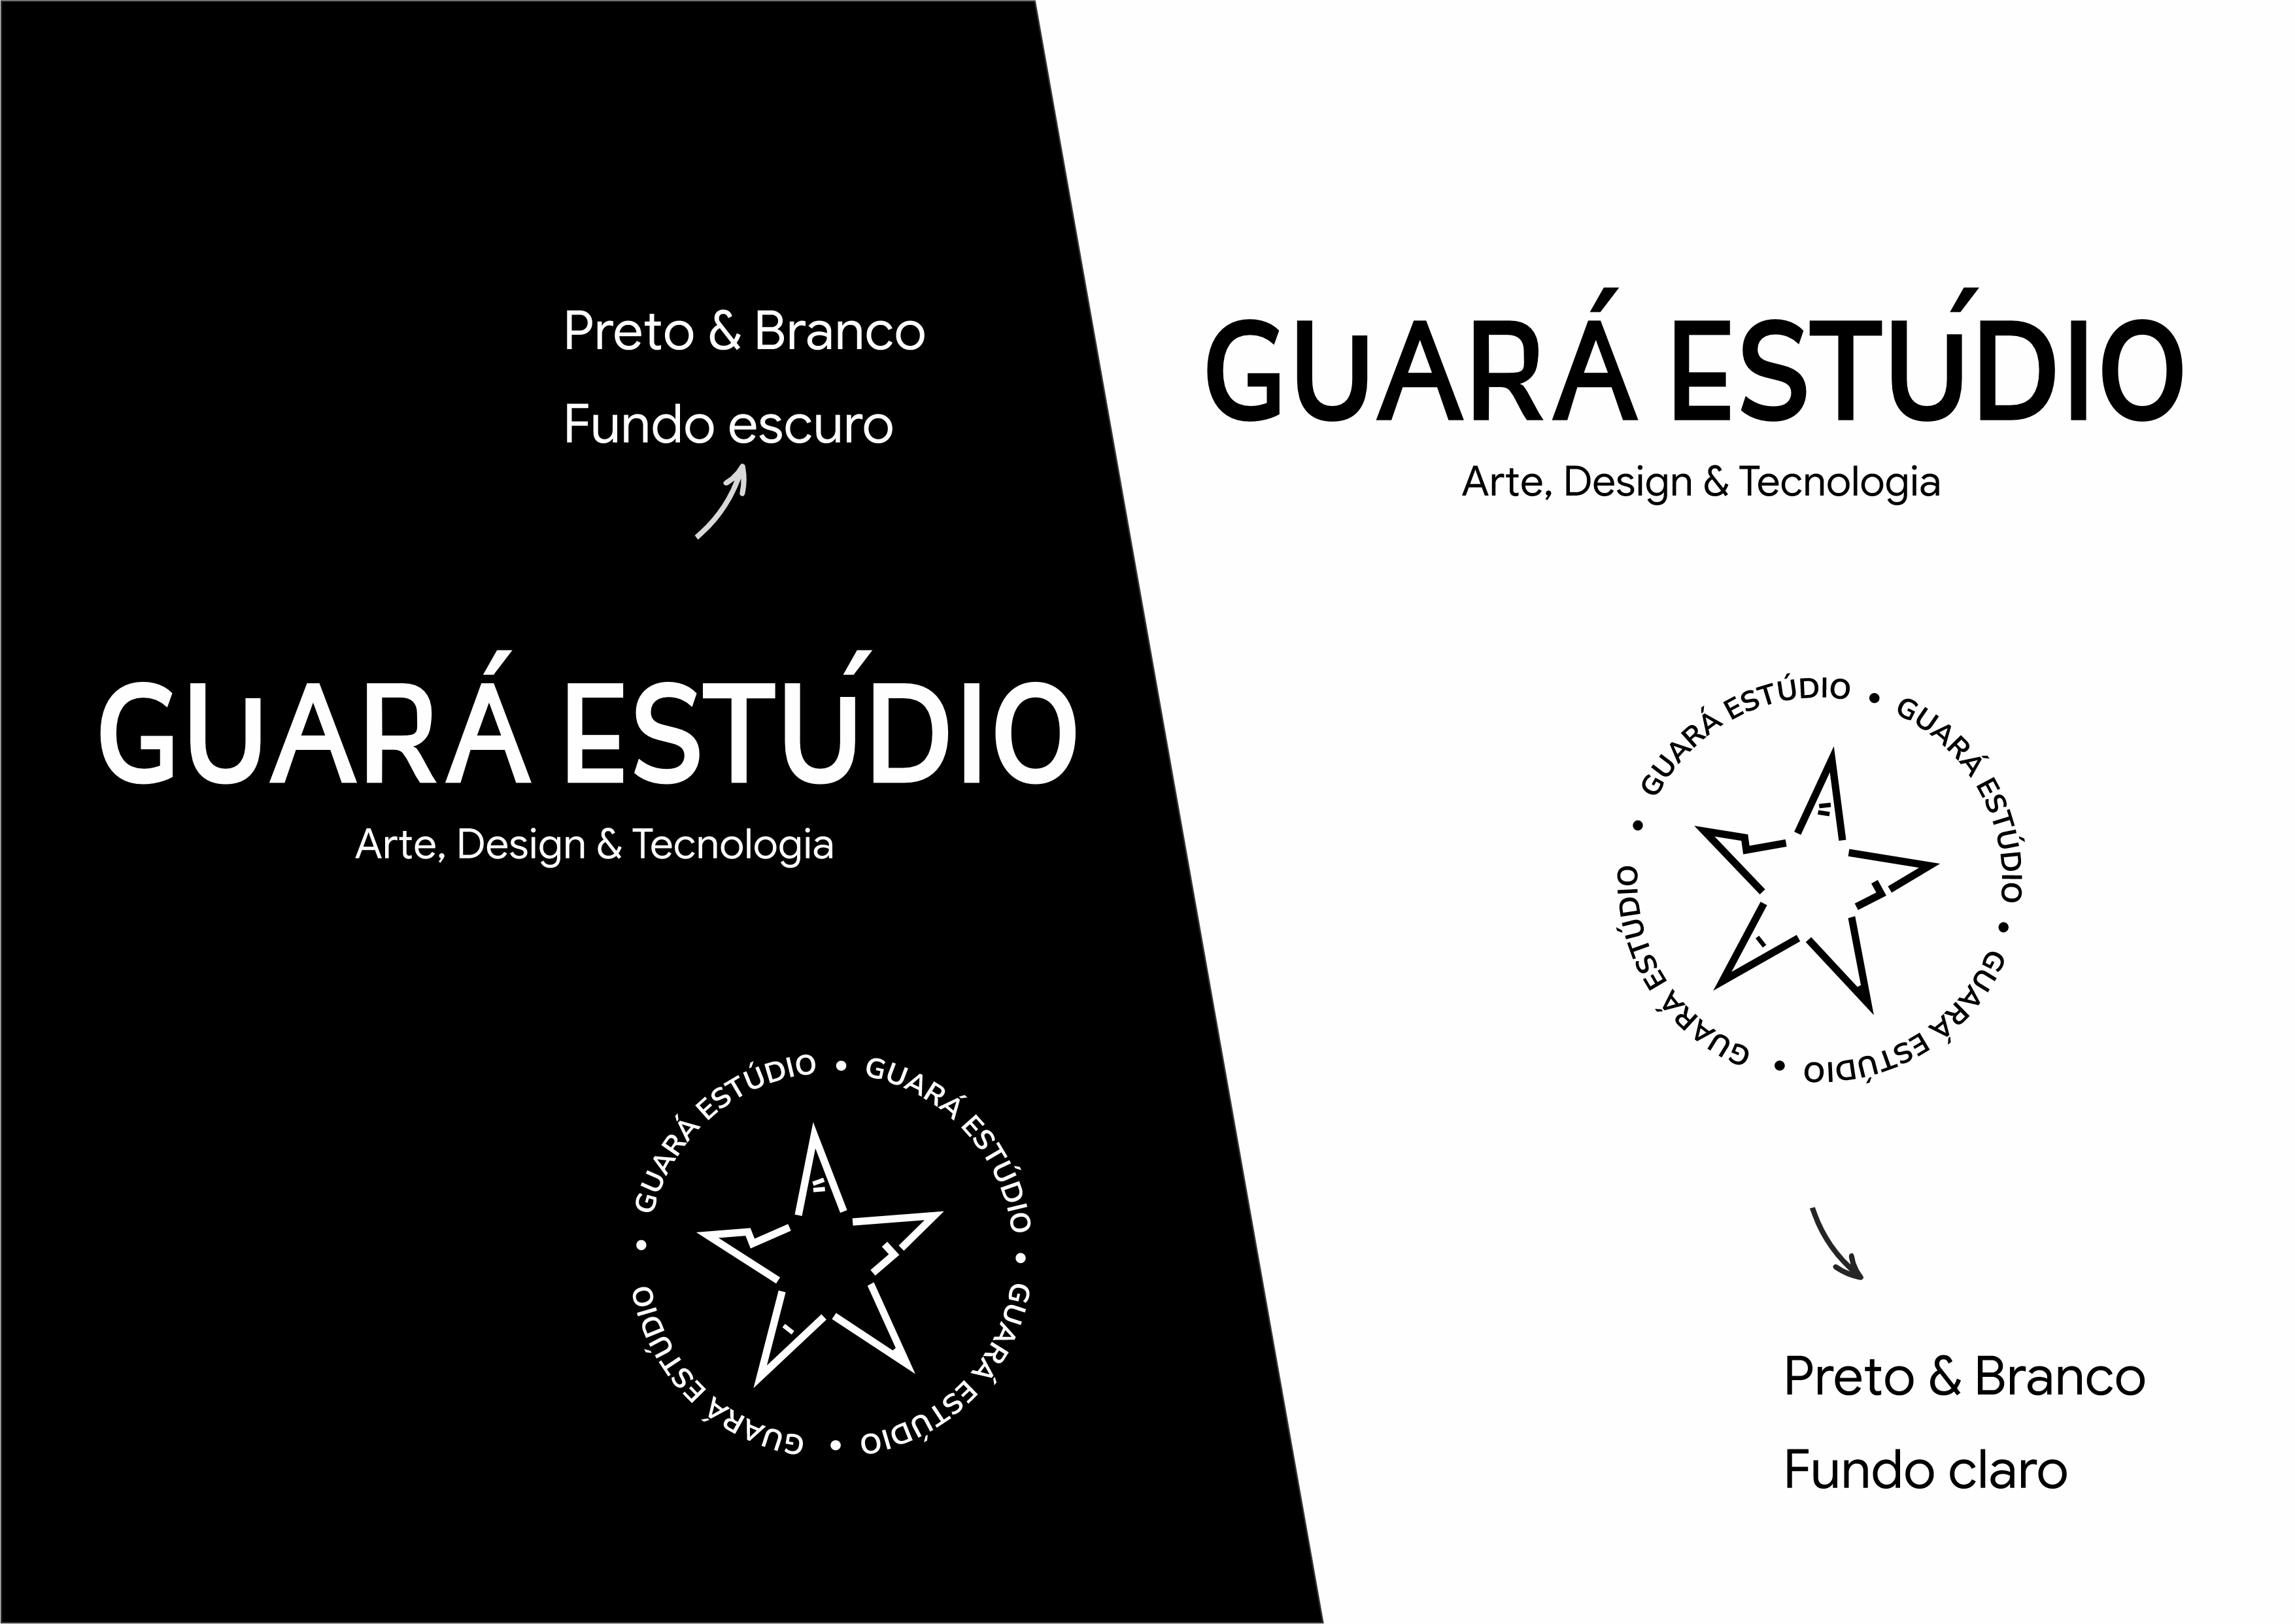 Preto & Branco
Fundo escuro
GUARÁ ESTÚDIO
Arte, Design & Tecnologia
GUARÁ ESTÚDIO • GUARÁ ESTÚDIO • GUARÁ ESTÚDIO • GUARÁ ESTÚDIO •
GUARÁ ESTÚDIO
Arte, Design & Tecnologia
GUARÁ ESTÚDIO • GUARÁ ESTÚDIO • GUARÁ ESTÚDIO • GUARÁ ESTÚDIO •
Preto & Branco
Fundo claro